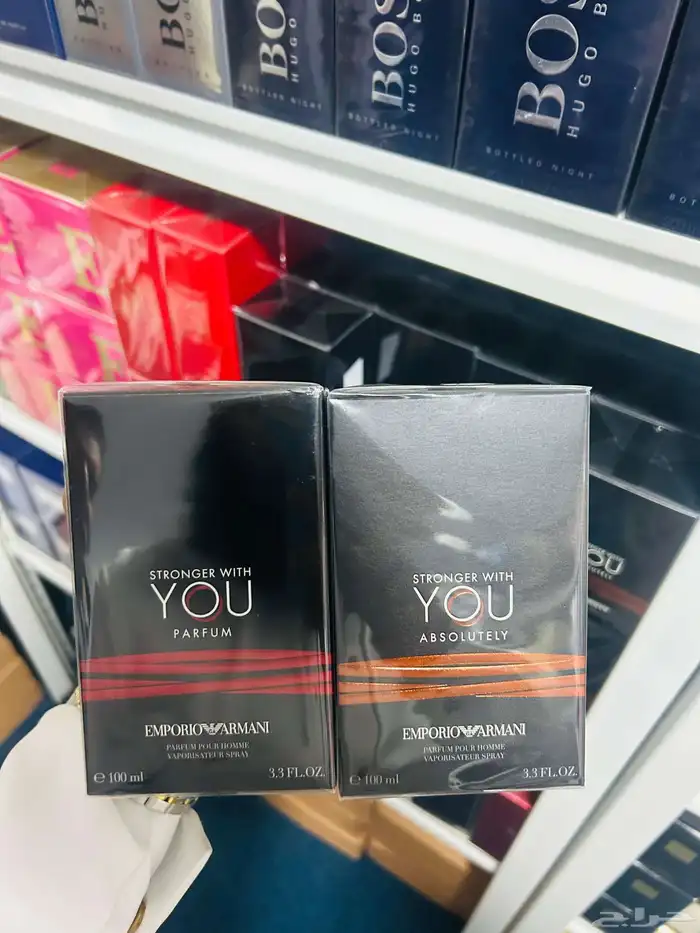 BOSS
HUGO BOSS
BOTTLED NIGHT
BOSS
HUGO BOSS
BOTTLED NIGHT
BOSS
HUGO B
BOTTLED NIGHT
STRONGER WITH
YOU
PARFUM
EMPORIO ARMANI
PARFUM POUR HOMME
VAPORISATEUR SPRAY
℮ 100 ml 3.3 FL.OZ.
STRONGER WITH
YOU
ABSOLUTELY
EMPORIO ARMANI
PARFUM POUR HOMME
VAPORISATEUR SPRAY
℮ 100 ml 3.3 FL.OZ.
YOU
حراج